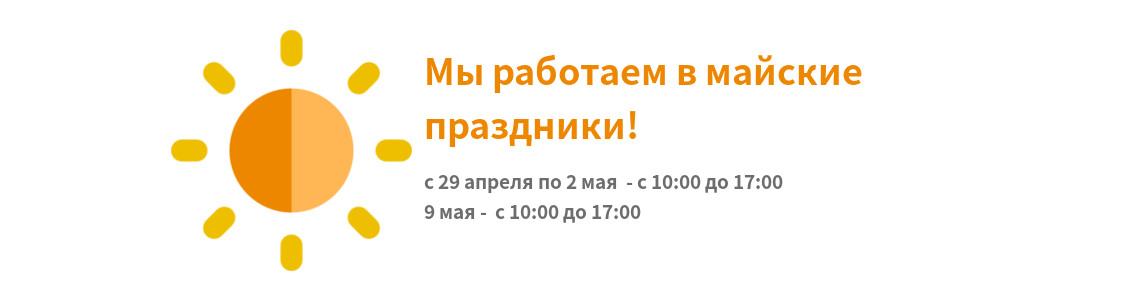 Мы работаем в майские
праздники!
с 29 апреля по 2 мая  - с 10:00 до 17:00
9 мая -  с 10:00 до 17:00